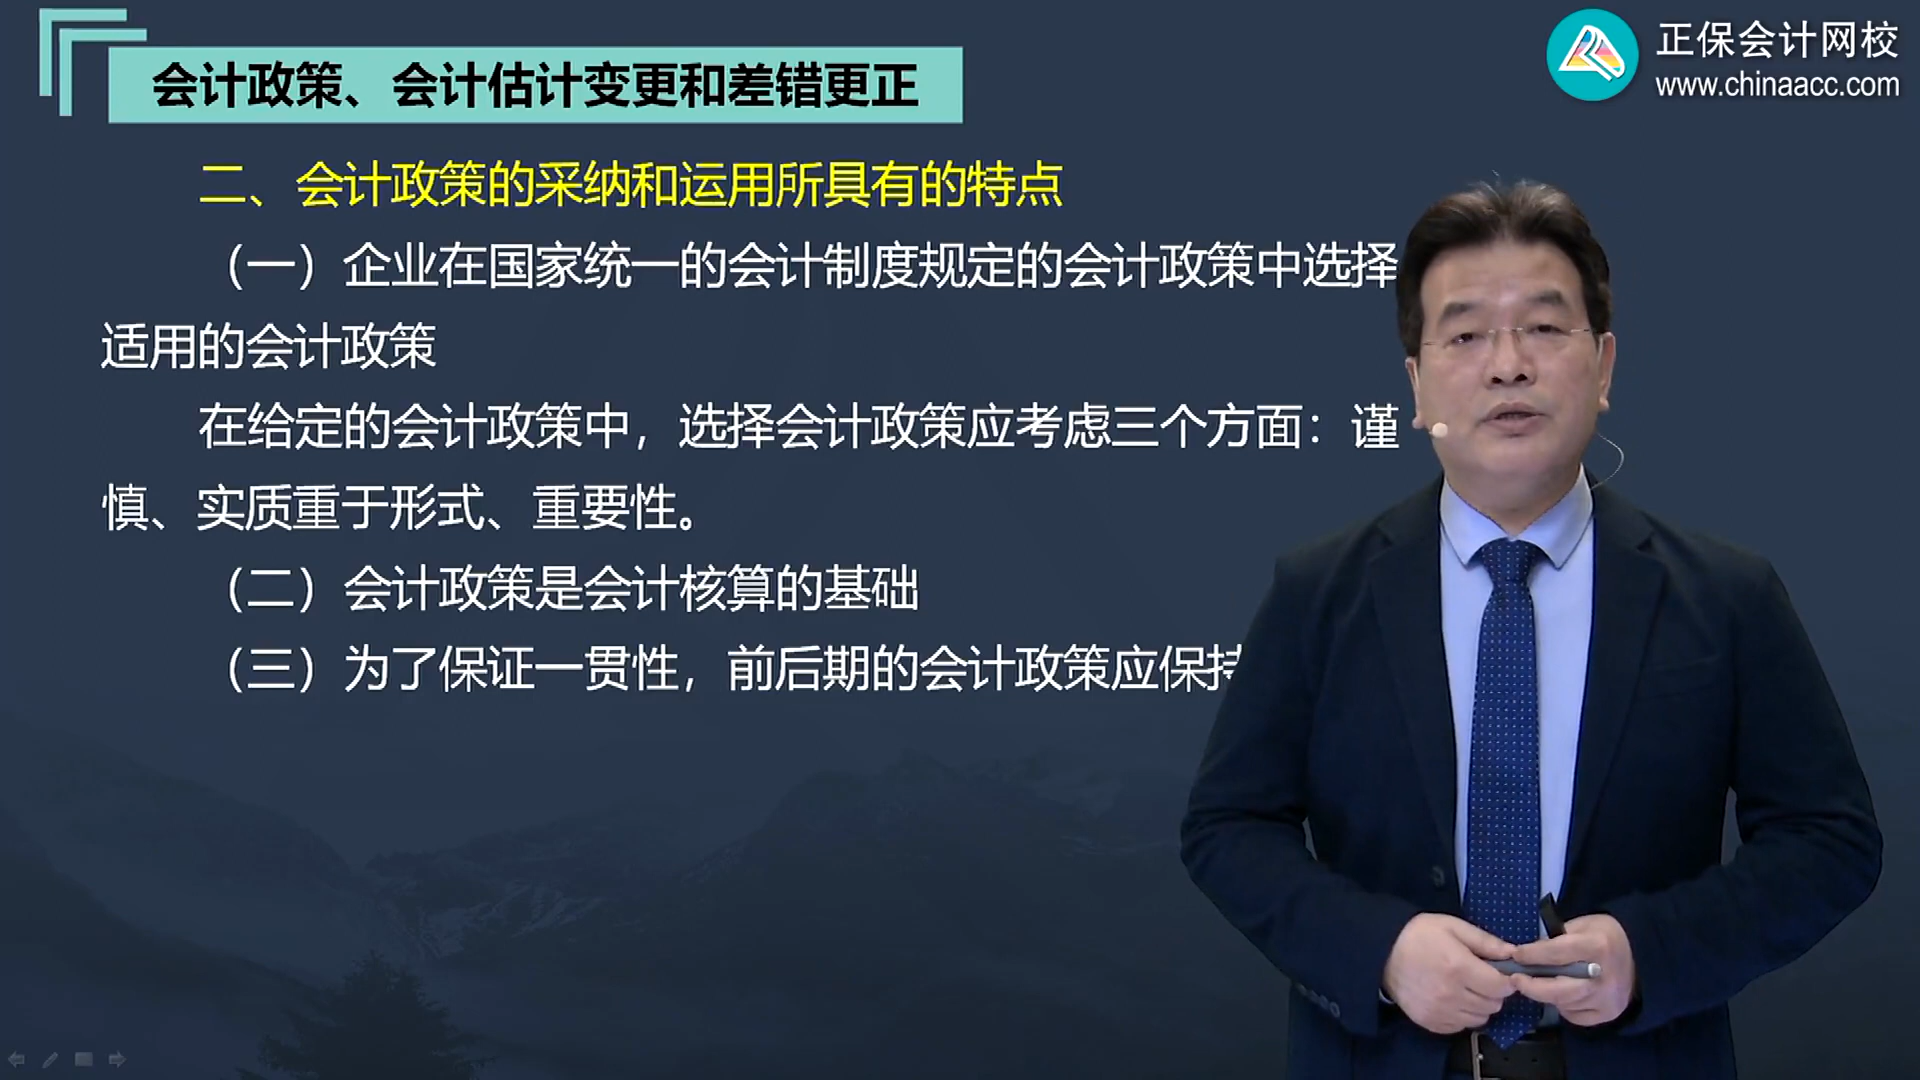 正保会计网校
www.chinaacc.com
会计政策、会计估计变更和差错更正
二、会计政策的采纳和运用所具有的特点
（一）企业在国家统一的会计制度规定的会计政策中选择
适用的会计政策
在给定的会计政策中，选择会计政策应考虑三个方面：谨
慎、实质重于形式、重要性。
（二）会计政策是会计核算的基础
（三）为了保证一贯性，前后期的会计政策应保持